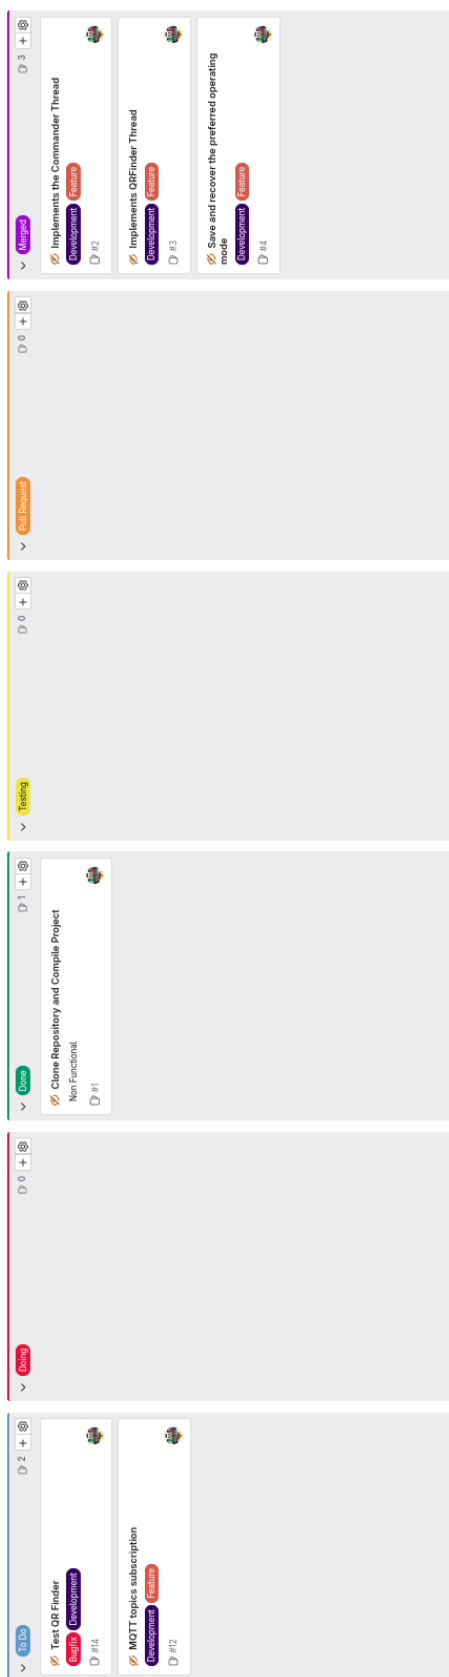 To Do
2
Test QR Finder
Bugfix Development
#14
MQTT topics subscription
Development Feature
#12
Doing
0
Done
1
Clone Repository and Compile Project
Non Functional
#1
Testing
0
Pull Request
0
Merged
3
Implements the Commander Thread
Development Feature
#2
Implements QRFinder Thread
Development Feature
#3
Save and recover the preferred operating
mode
Development Feature
#4